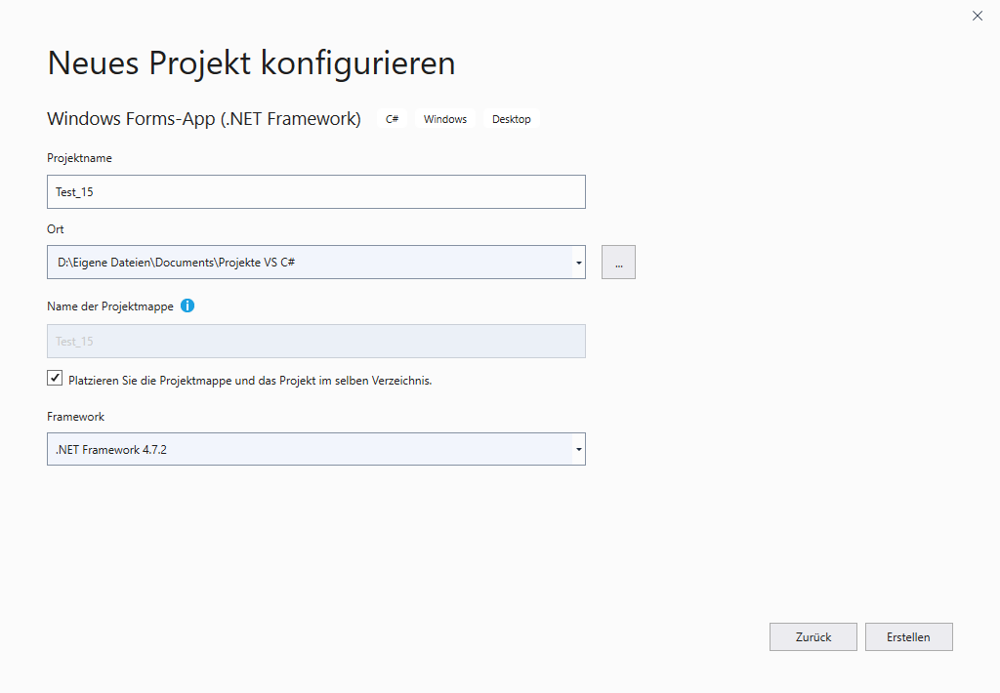 Neues Projekt konfigurieren
Windows Forms-App (.NET Framework) C# Windows Desktop
Projektname
Test_15
Ort
D:\Eigene Dateien\Documents\Projekte VS C#
...
Name der Projektmappe
Test_15
Platzieren Sie die Projektmappe und das Projekt im selben Verzeichnis.
Framework
.NET Framework 4.7.2
Zurück Erstellen